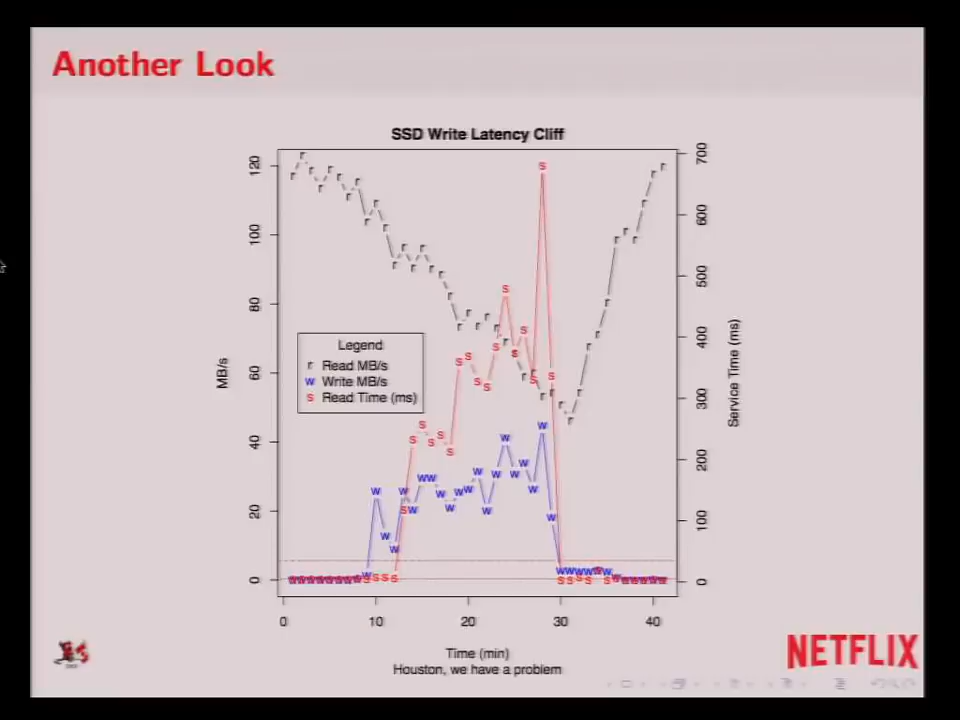 Another Look
SSD Write Latency Cliff
120
100
80
60
40
20
0
MB/s
700
600
500
400
300
200
100
0
Service Time (ms)
Legend
r Read MB/s
w Write MB/s
s Read Time (ms)
0 10 20 30 40
Time (min)
Houston, we have a problem
NETFLIX